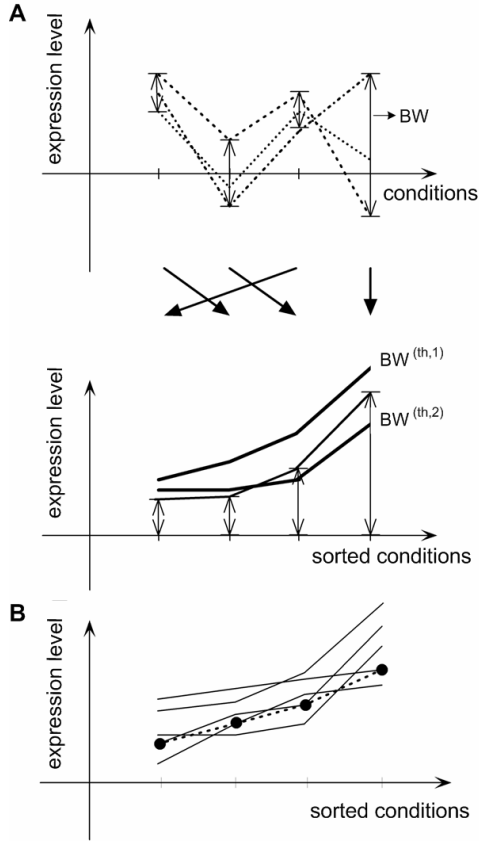 A
expression level
BW
conditions
expression level
BW (th,1)
BW (th,2)
sorted conditions
B
expression level
sorted conditions